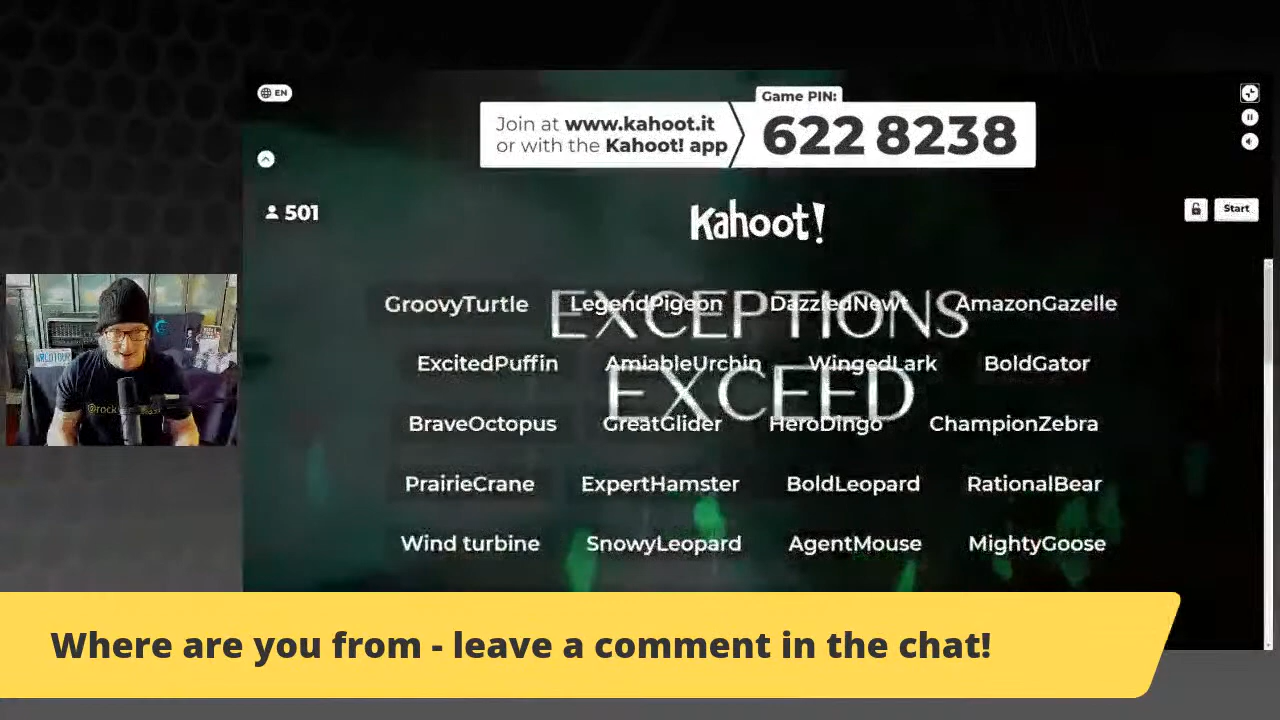 EN
Join at www.kahoot.it
or with the Kahoot! app
Game PIN:
622 8238
501
Kahoot!
Start
GroovyTurtle LegendPigeon DazzledNewt AmazonGazelle
EXCEPTIONS
ExcitedPuffin AmiableUrchin WingedLark BoldGator
EXCEED
BraveOctopus GreatGlider HeroDingo ChampionZebra
PrairieCrane ExpertHamster BoldLeopard RationalBear
Wind turbine SnowyLeopard AgentMouse MightyGoose
@rock
Where are you from - leave a comment in the chat!